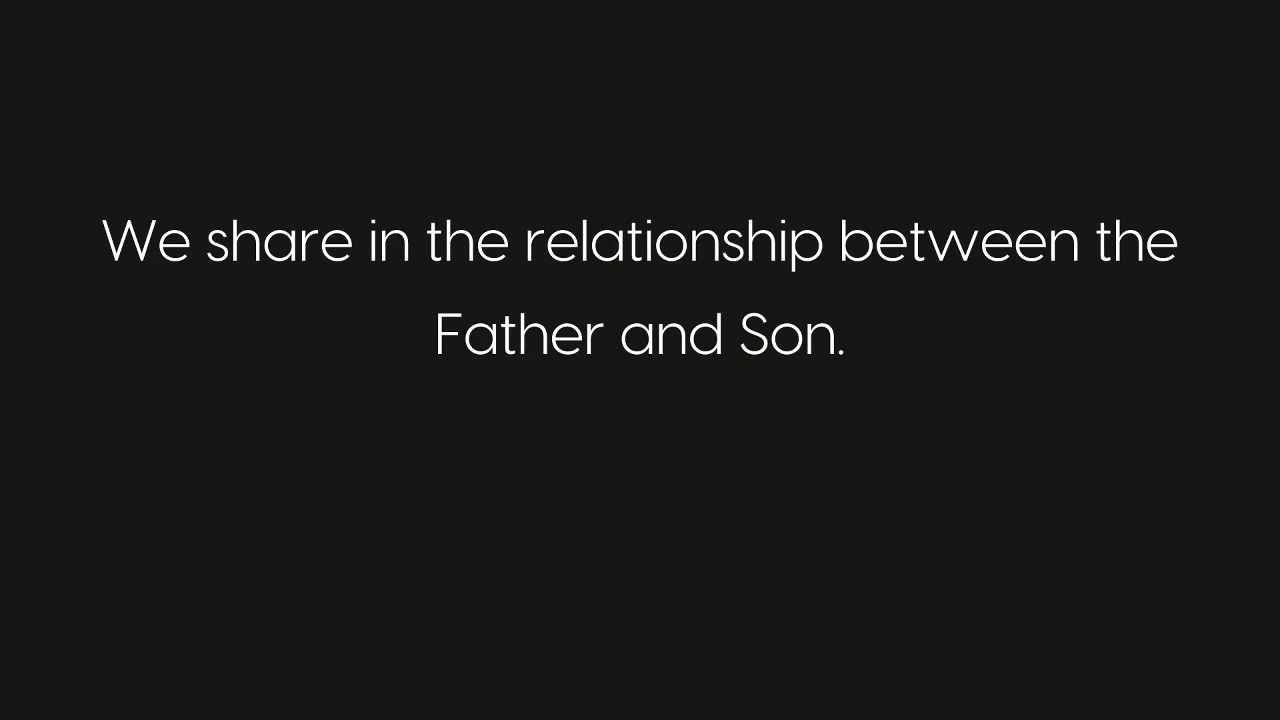 We share in the relationship between the
Father and Son.